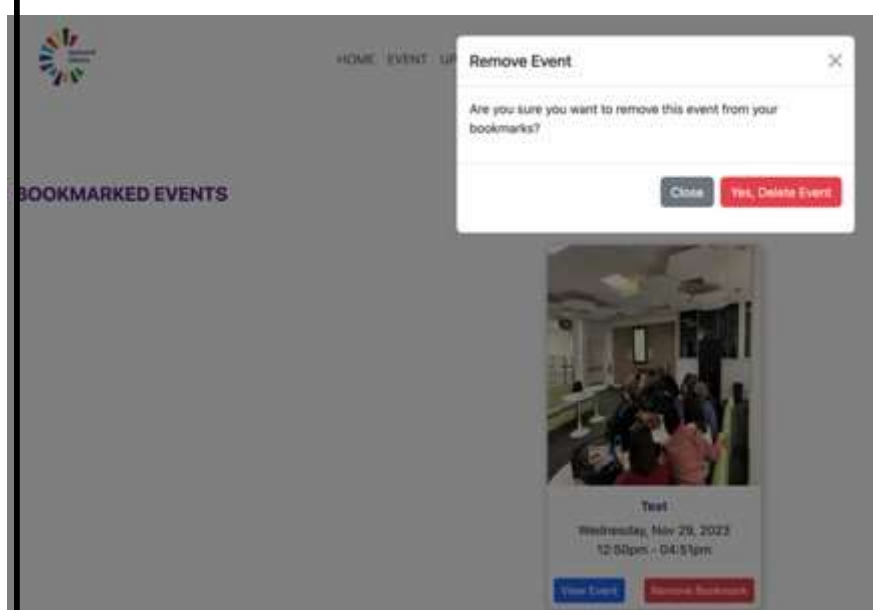 HOME EVENT UP
Remove Event
Are you sure you want to remove this event from your
bookmarks?
Close Yes, Delete Event
BOOKMARKED EVENTS
Test
Wednesday, Nov 29, 2023
12:50pm - 04:51pm
View Event Remove Bookmark